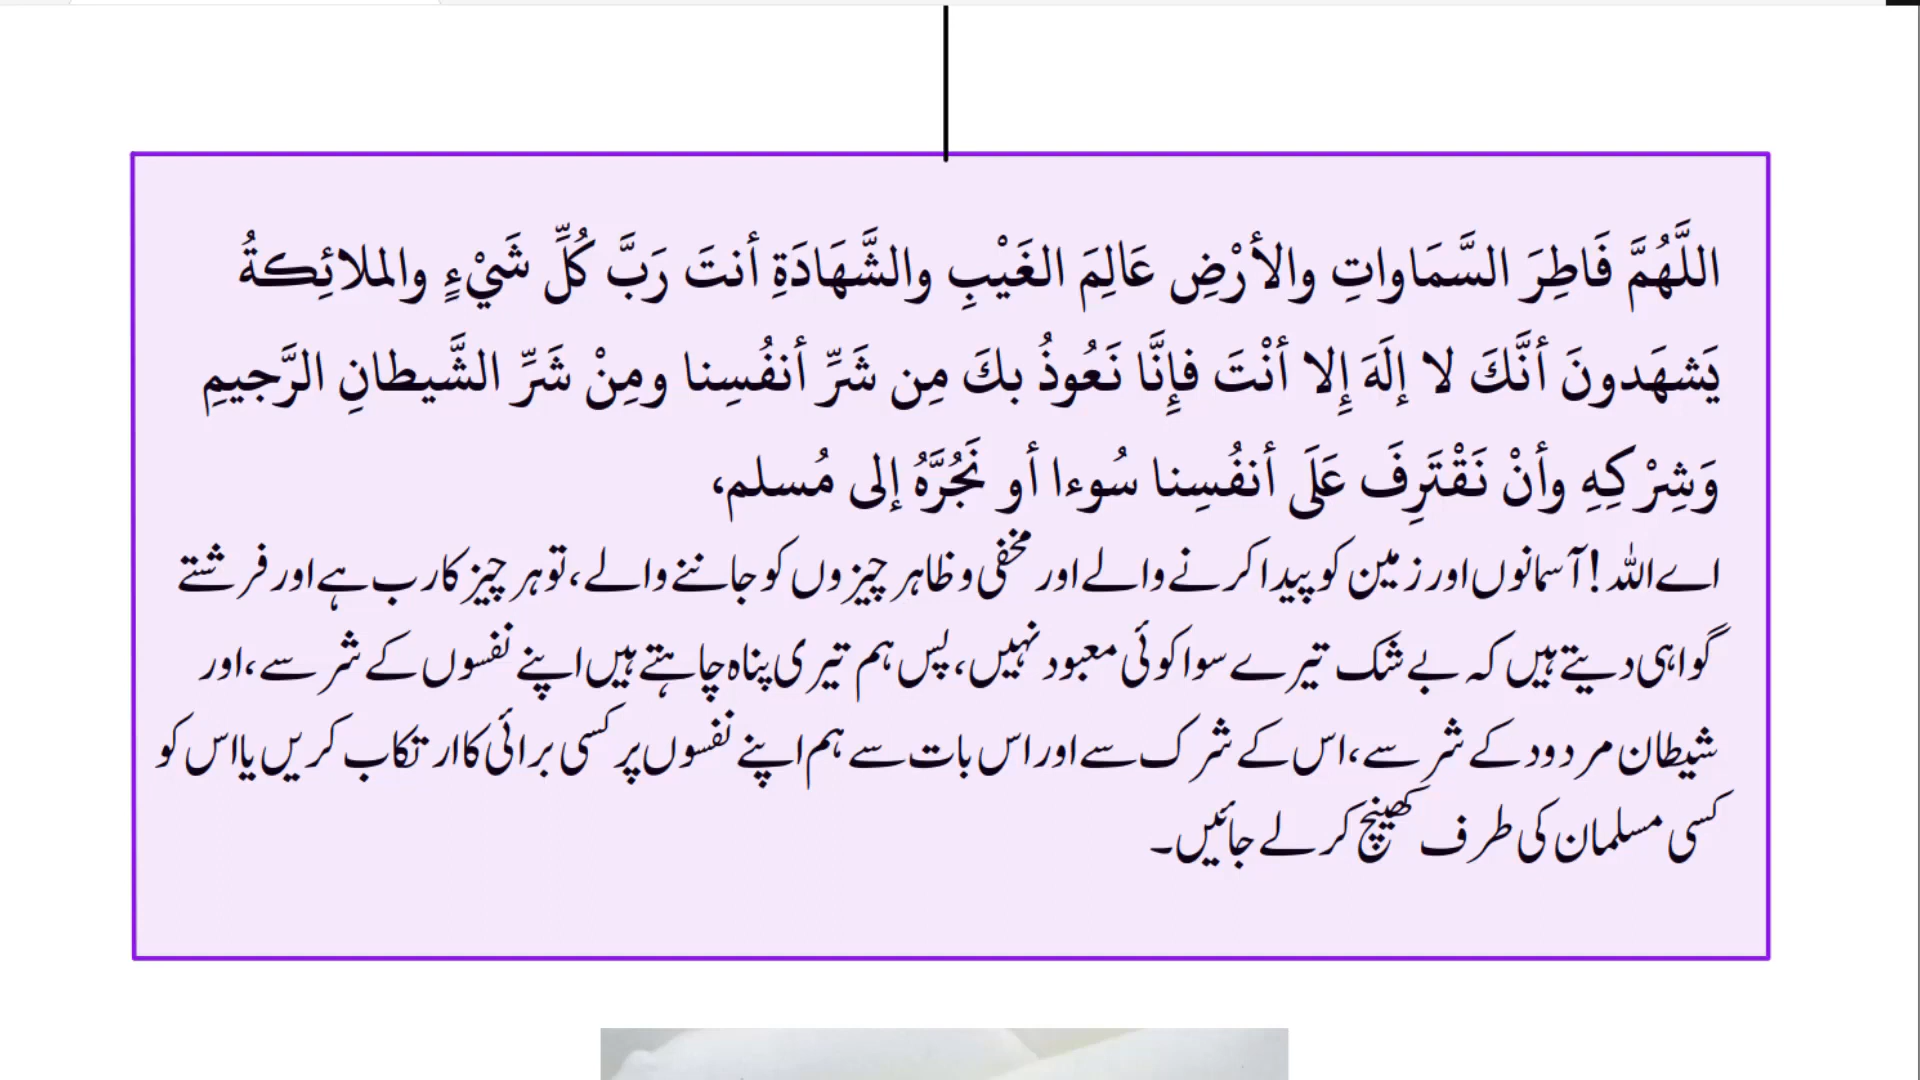 اللَّهُمَّ فَاطِرَ السَّمَاواتِ والأرْضِ عَالِمَ الغَيْبِ والشَّهَادَةِ أنتَ رَبَّ كُلِّ شَيْءٍ والملائِكةُ
يَشهَدونَ أنَّكَ لا إلَهَ إِلا أنْتَ فإِنَّا نَعُوذُ بكَ مِن شَرِّ أنفُسِنا ومِنْ شَرِّ الشَّيطانِ الرَّجيمِ
وَشِرْكِهِ وأنْ نَقْتَرِفَ عَلَى أنفُسِنا سُوءا أو نَجُرَّهُ إلى مُسلم،
اے اللہ! آسمانوں اور زمین کو پیدا کرنے والے اور مخفی و ظاہر چیزوں کو جاننے والے، تو ہر چیز کا رب ہے اور فرشتے
گواہی دیتے ہیں کہ بے شک تیرے سوا کوئی معبود نہیں، پس ہم تیری پناہ چاہتے ہیں اپنے نفسوں کے شر سے، اور
شیطان مردود کے شر سے، اس کے شرک سے اور اس بات سے ہم اپنے نفسوں پر کسی برائی کا ارتکاب کریں یا اس کو
کسی مسلمان کی طرف کھینچ کر لے جائیں۔